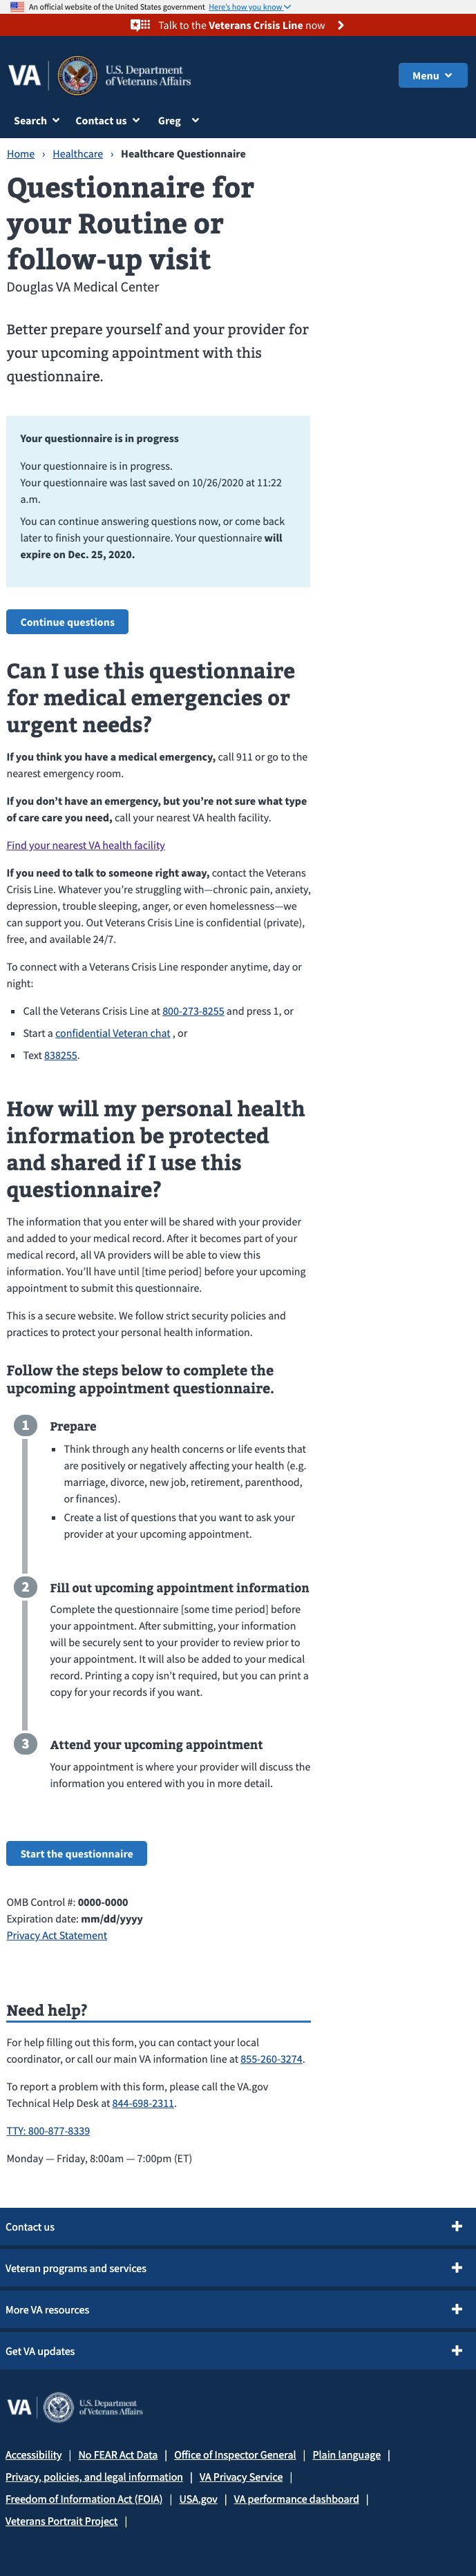 An official website of the United States government Here's how you know
Talk to the Veterans Crisis Line now
VA
U.S. Department
of Veterans Affairs
Menu
Search Contact us Greg
Home › Healthcare › Healthcare Questionnaire
Questionnaire for
your Routine or
follow-up visit
Douglas VA Medical Center
Better prepare yourself and your provider for
your upcoming appointment with this
questionnaire.
Your questionnaire is in progress
Your questionnaire is in progress.
Your questionnaire was last saved on 10/26/2020 at 11:22
a.m.
You can continue answering questions now, or come back
later to finish your questionnaire. Your questionnaire will
expire on Dec. 25, 2020.
Continue questions
Can I use this questionnaire
for medical emergencies or
urgent needs?
If you think you have a medical emergency, call 911 or go to the
nearest emergency room.
If you don't have an emergency, but you're not sure what type
of care care you need, call your nearest VA health facility.
Find your nearest VA health facility
If you need to talk to someone right away, contact the Veterans
Crisis Line. Whatever you're struggling with—chronic pain, anxiety,
depression, trouble sleeping, anger, or even homelessness—we
can support you. Out Veterans Crisis Line is confidential (private),
free, and available 24/7.
To connect with a Veterans Crisis Line responder anytime, day or
night:
▪ Call the Veterans Crisis Line at 800-273-8255 and press 1, or
▪ Start a confidential Veteran chat , or
▪ Text 838255.
How will my personal health
information be protected
and shared if I use this
questionnaire?
The information that you enter will be shared with your provider
and added to your medical record. After it becomes part of your
medical record, all VA providers will be able to view this
information. You'll have until [time period] before your upcoming
appointment to submit this questionnaire.
This is a secure website. We follow strict security policies and
practices to protect your personal health information.
Follow the steps below to complete the
upcoming appointment questionnaire.
1 Prepare
▪ Think through any health concerns or life events that
are positively or negatively affecting your health (e.g.
marriage, divorce, new job, retirement, parenthood,
or finances).
▪ Create a list of questions that you want to ask your
provider at your upcoming appointment.
2 Fill out upcoming appointment information
Complete the questionnaire [some time period] before
your appointment. After submitting, your information
will be securely sent to your provider to review prior to
your appointment. It will also be added to your medical
record. Printing a copy isn't required, but you can print a
copy for your records if you want.
3 Attend your upcoming appointment
Your appointment is where your provider will discuss the
information you entered with you in more detail.
Start the questionnaire
OMB Control #: 0000-0000
Expiration date: mm/dd/yyyy
Privacy Act Statement
Need help?
For help filling out this form, you can contact your local
coordinator, or call our main VA information line at 855-260-3274.
To report a problem with this form, please call the VA.gov
Technical Help Desk at 844-698-2311.
TTY: 800-877-8339
Monday — Friday, 8:00am — 7:00pm (ET)
Contact us
Veteran programs and services
More VA resources
Get VA updates
VA
U.S. Department
of Veterans Affairs
Accessibility | No FEAR Act Data | Office of Inspector General | Plain language |
Privacy, policies, and legal information | VA Privacy Service |
Freedom of Information Act (FOIA) | USA.gov | VA performance dashboard |
Veterans Portrait Project |